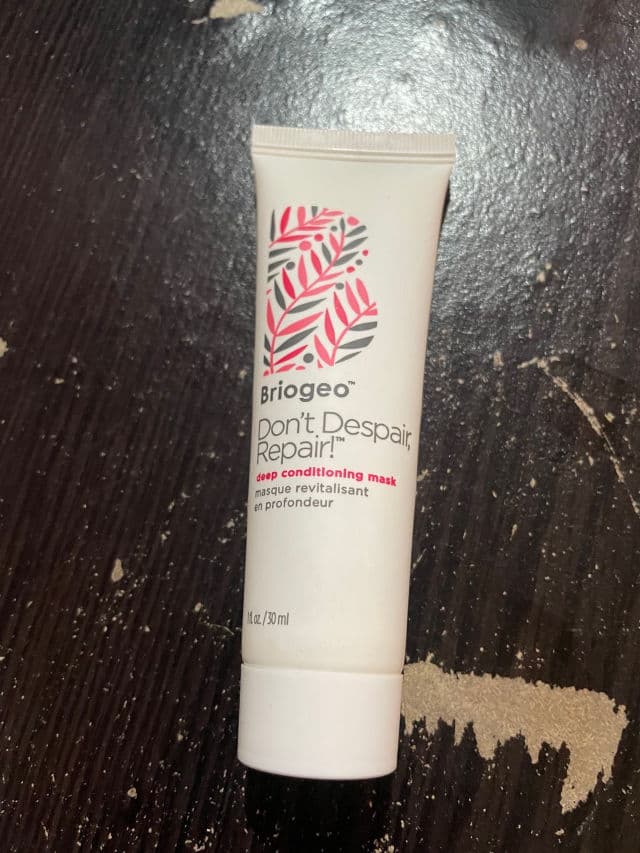 Briogeo™
Don't Despair,
Repair!™
deep conditioning mask
masque revitalisant
en profondeur
1 fl. oz. / 30 ml